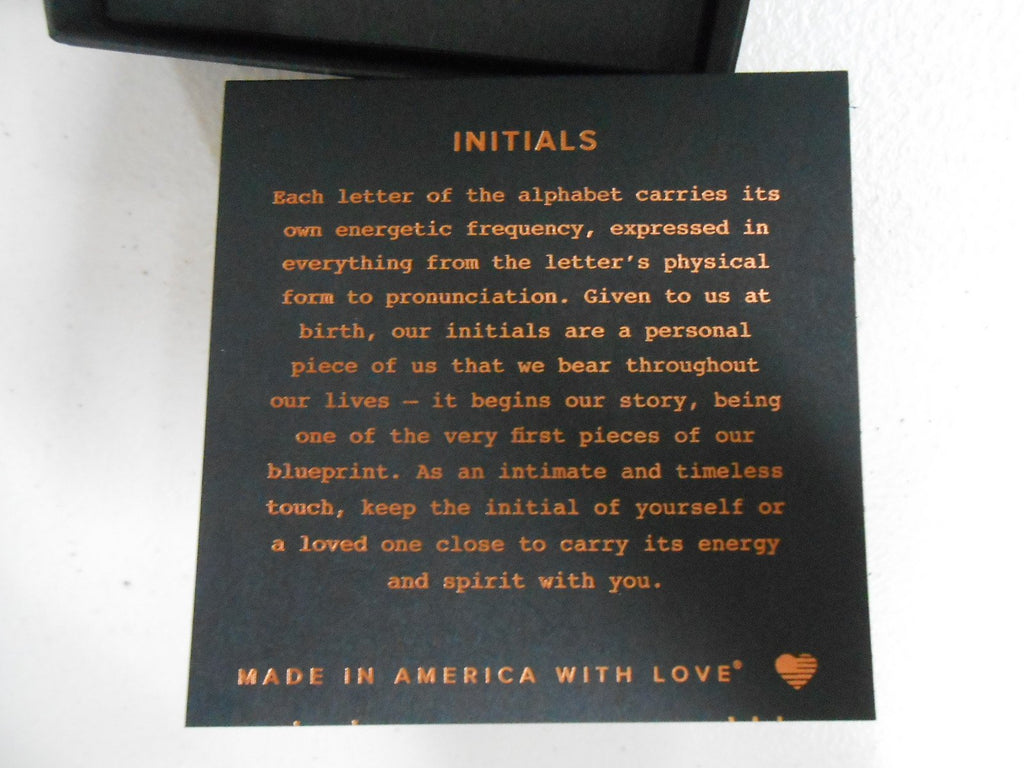 INITIALS
Each letter of the alphabet carries its
own energetic frequency, expressed in
everything from the letter's physical
form to pronunciation. Given to us at
birth, our initials are a personal
piece of us that we bear throughout
our lives — it begins our story, being
one of the very first pieces of our
blueprint. As an intimate and timeless
touch, keep the initial of yourself or
a loved one close to carry its energy
and spirit with you.
MADE IN AMERICA WITH LOVE®